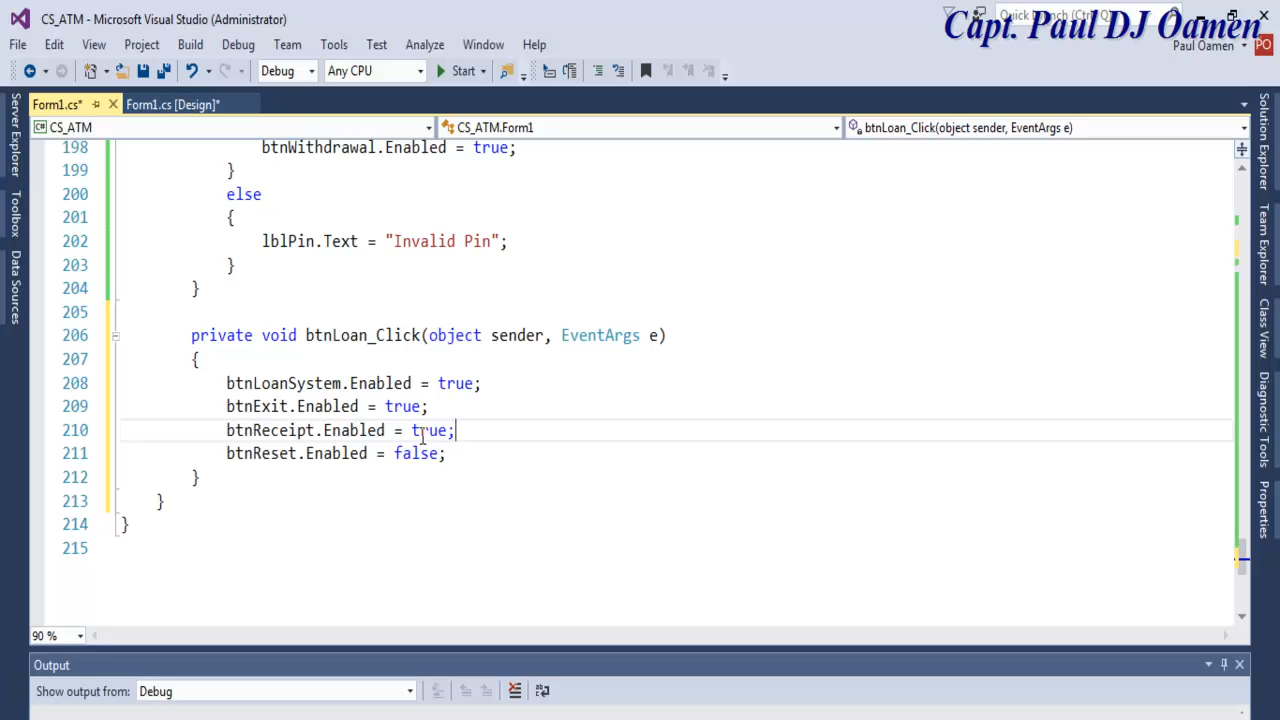 CS_ATM - Microsoft Visual Studio (Administrator)
Quick Launch (Ctrl+Q)
Capt. Paul DJ Oamen
File Edit View Project Build Debug Team Tools Test Analyze Window Help
Paul Oamen
PO
Debug
Any CPU
Start
Form1.cs*
Form1.cs [Design]*
CS_ATM
CS_ATM.Form1
btnLoan_Click(object sender, EventArgs e)
Server Explorer
Toolbox
Data Sources
198 btnWithdrawal.Enabled = true;
199 }
200 else
201 {
202 lblPin.Text = "Invalid Pin";
203 }
204 }
205
206 private void btnLoan_Click(object sender, EventArgs e)
207 {
208 btnLoanSystem.Enabled = true;
209 btnExit.Enabled = true;
210 btnReceipt.Enabled = true;
211 btnReset.Enabled = false;
212 }
213 }
214 }
215
Solution Explorer
Team Explorer
Class View
Diagnostic Tools
Properties
90 %
Output
Show output from:
Debug